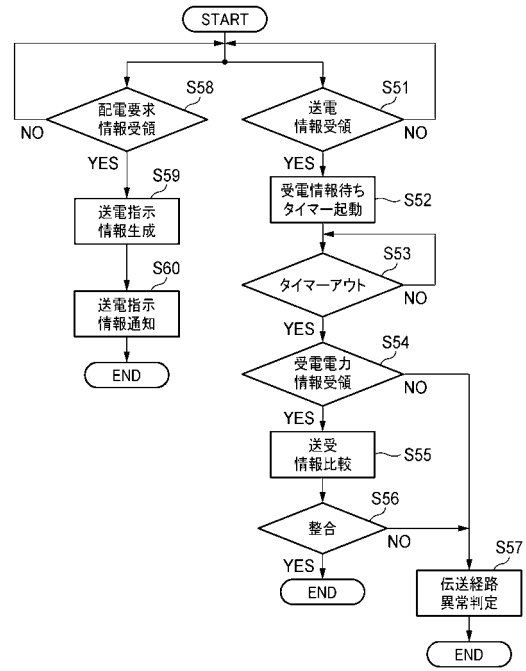 START
配電要求
情報受領
S58
NO
YES
送電指示
情報生成
S59
送電指示
情報通知
S60
END
送電
情報受領
S51
NO
YES
受電情報待ち
タイマー起動
S52
タイマーアウト
S53
NO
YES
受電電力
情報受領
S54
NO
YES
送受
情報比較
S55
整合
S56
NO
YES
END
伝送経路
異常判定
S57
END